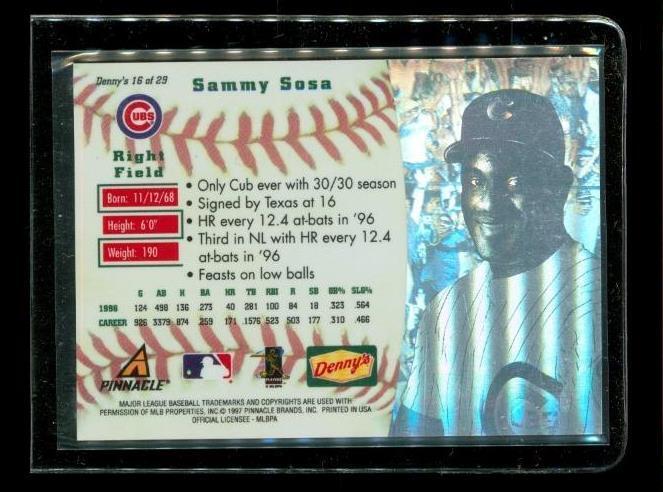 Denny's 16 of 29
Sammy Sosa
CUBS
Right
Field
Born: 11/12/68
Height: 6'0"
Weight: 190
• Only Cub ever with 30/30 season
• Signed by Texas at 16
• HR every 12.4 at-bats in '96
• Third in NL with HR every 12.4
at-bats in '96
• Feasts on low balls
G AB H BA HR TB RBI R SB OB% SLG%
1996 124 498 136 .273 40 281 100 84 18 .323 .564
CAREER 926 3379 874 .259 171 1576 523 503 177 .310 .466
PINNACLE
Denny's
MAJOR LEAGUE BASEBALL TRADEMARKS AND COPYRIGHTS ARE USED WITH
PERMISSION OF MLB PROPERTIES, INC. © 1997 PINNACLE BRANDS, INC. PRINTED IN USA
OFFICIAL LICENSEE - MLBPA